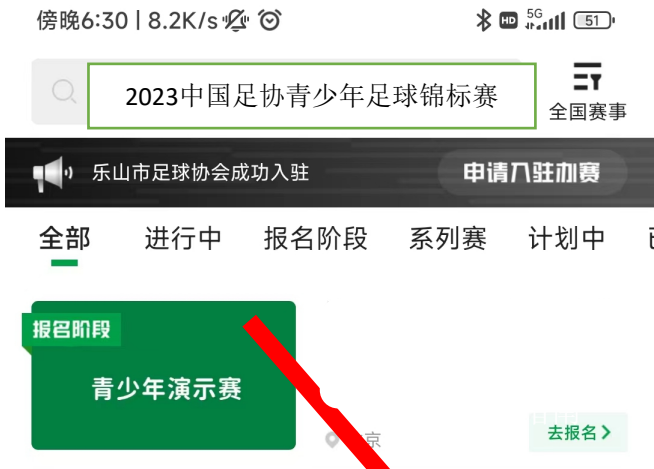 傍晚6:30 | 8.2K/s
HD 5G 51
2023中国足协青少年足球锦标赛
全国赛事
乐山市足球协会成功入驻
申请入驻办赛
全部 进行中 报名阶段 系列赛 计划中
报名阶段
青少年演示赛
京
去报名